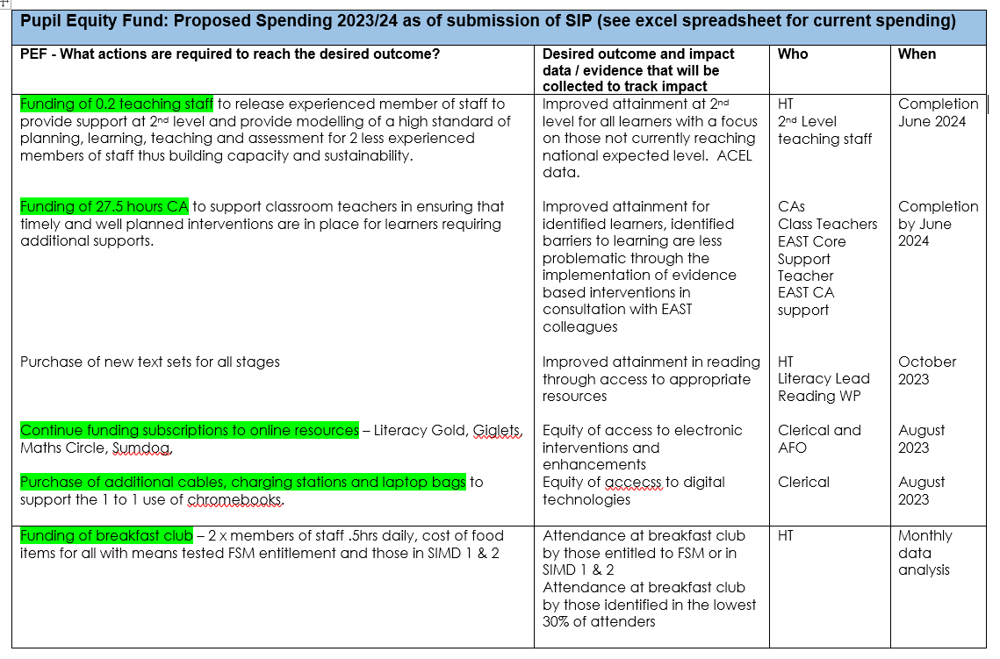 Pupil Equity Fund: Proposed Spending 2023/24 as of submission of SIP (see excel spreadsheet for current spending)
PEF - What actions are required to reach the desired outcome?
Desired outcome and impact
data / evidence that will be
collected to track impact
Who
When
Funding of 0.2 teaching staff to release experienced member of staff to
provide support at 2nd level and provide modelling of a high standard of
planning, learning, teaching and assessment for 2 less experienced
members of staff thus building capacity and sustainability.
Improved attainment at 2nd
level for all learners with a focus
on those not currently reaching
national expected level. ACEL
data.
HT
2nd Level
teaching staff
Completion
June 2024
Funding of 27.5 hours CA to support classroom teachers in ensuring that
timely and well planned interventions are in place for learners requiring
additional supports.
Improved attainment for
identified learners, identified
barriers to learning are less
problematic through the
implementation of evidence
based interventions in
consultation with EAST
colleagues
CAs
Class Teachers
EAST Core
Support
Teacher
EAST CA
support
Completion
by June
2024
Purchase of new text sets for all stages
Improved attainment in reading
through access to appropriate
resources
HT
Literacy Lead
Reading WP
October
2023
Continue funding subscriptions to online resources – Literacy Gold, Giglets,
Maths Circle, Sumdog,
Equity of access to electronic
interventions and
enhancements
Clerical and
AFO
August
2023
Purchase of additional cables, charging stations and laptop bags to
support the 1 to 1 use of chromebooks.
Equity of accecss to digital
technologies
Clerical
August
2023
Funding of breakfast club – 2 x members of staff .5hrs daily, cost of food
items for all with means tested FSM entitlement and those in SIMD 1 & 2
Attendance at breakfast club
by those entitled to FSM or in
SIMD 1 & 2
Attendance at breakfast club
by those identified in the lowest
30% of attenders
HT
Monthly
data
analysis